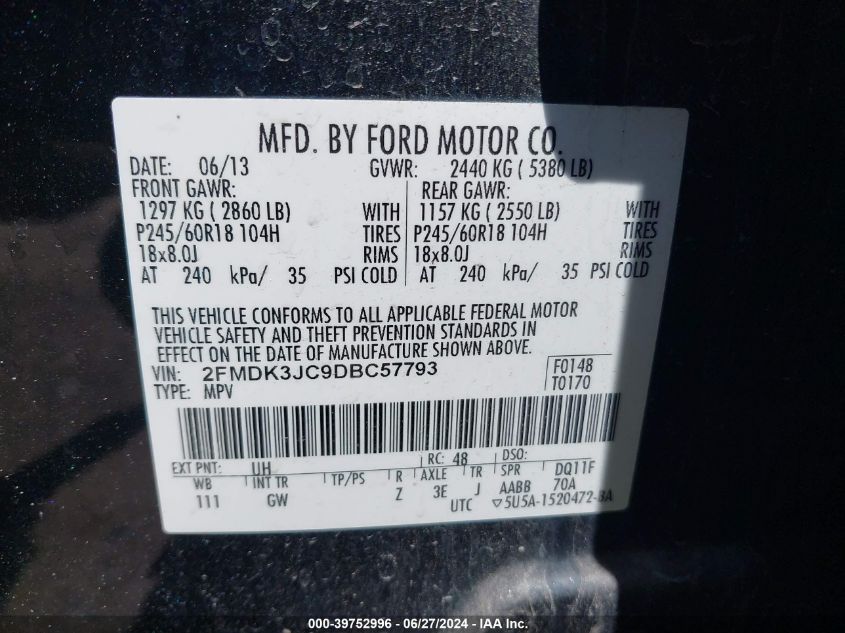 MFD. BY FORD MOTOR CO.
DATE: 06/13 GVWR: 2440 KG ( 5380 LB)
FRONT GAWR: REAR GAWR:
1297 KG ( 2860 LB) WITH 1157 KG ( 2550 LB) WITH
P245/60R18 104H TIRES P245/60R18 104H TIRES
18x8.0J RIMS 18x8.0J RIMS
AT 240 kPa/ 35 PSI COLD AT 240 kPa/ 35 PSI COLD
THIS VEHICLE CONFORMS TO ALL APPLICABLE FEDERAL MOTOR
VEHICLE SAFETY AND THEFT PREVENTION STANDARDS IN
EFFECT ON THE DATE OF MANUFACTURE SHOWN ABOVE.
VIN: 2FMDK3JC9DBC57793 F0148
TYPE: MPV T0170
EXT PNT: UH RC: 48 DSO:
WB INT TR TP/PS R AXLE TR SPR DQ11F
111 GW Z 3E J AABB 70A
UTC ▽5U5A-1520472-BA
000-39752996 - 06/27/2024 - IAA Inc.